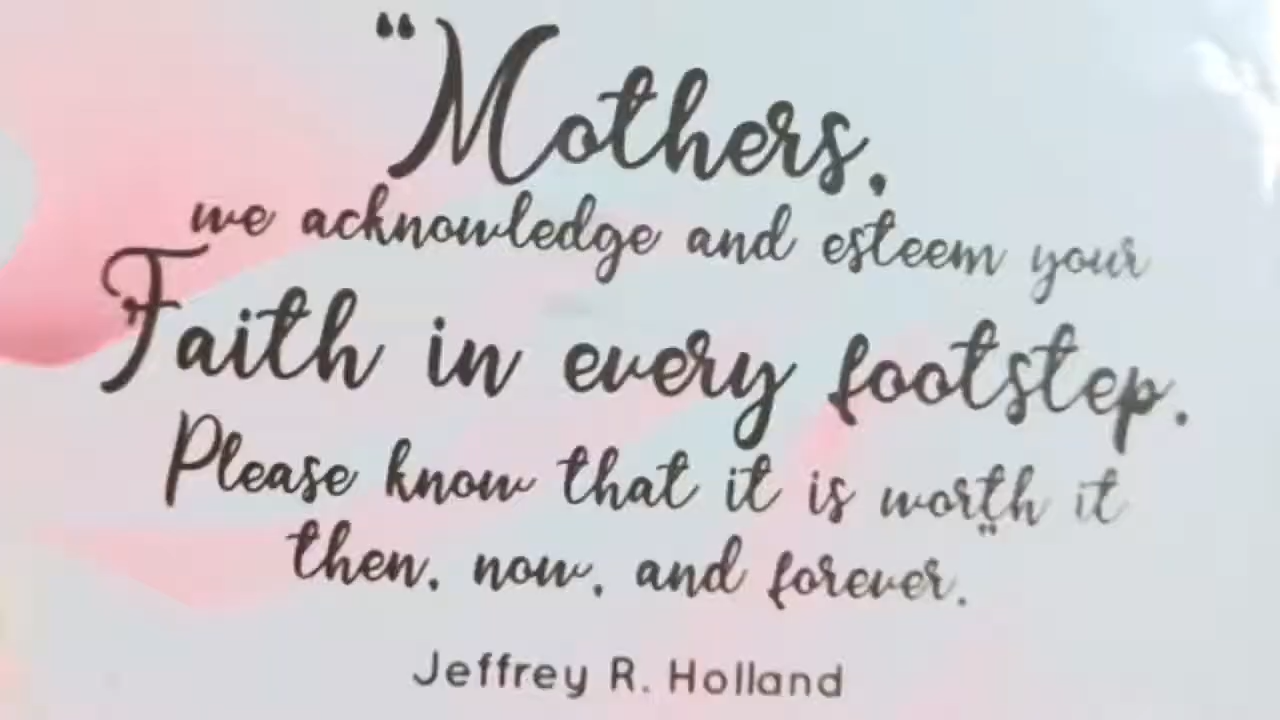 “Mothers,
we acknowledge and esteem your
Faith in every footstep.
Please know that it is worth it
then, now, and forever.”
Jeffrey R. Holland